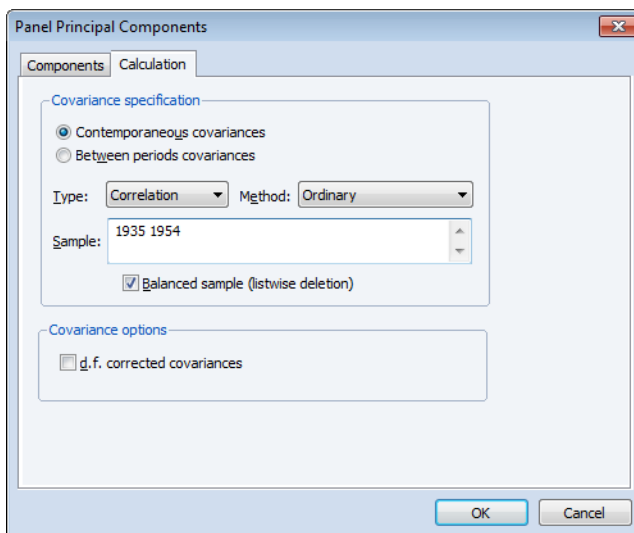 Panel Principal Components
Components Calculation
Covariance specification
Contemporaneous covariances
Between periods covariances
Type: Correlation Method: Ordinary
Sample: 1935 1954
Balanced sample (listwise deletion)
Covariance options
d.f. corrected covariances
OK Cancel